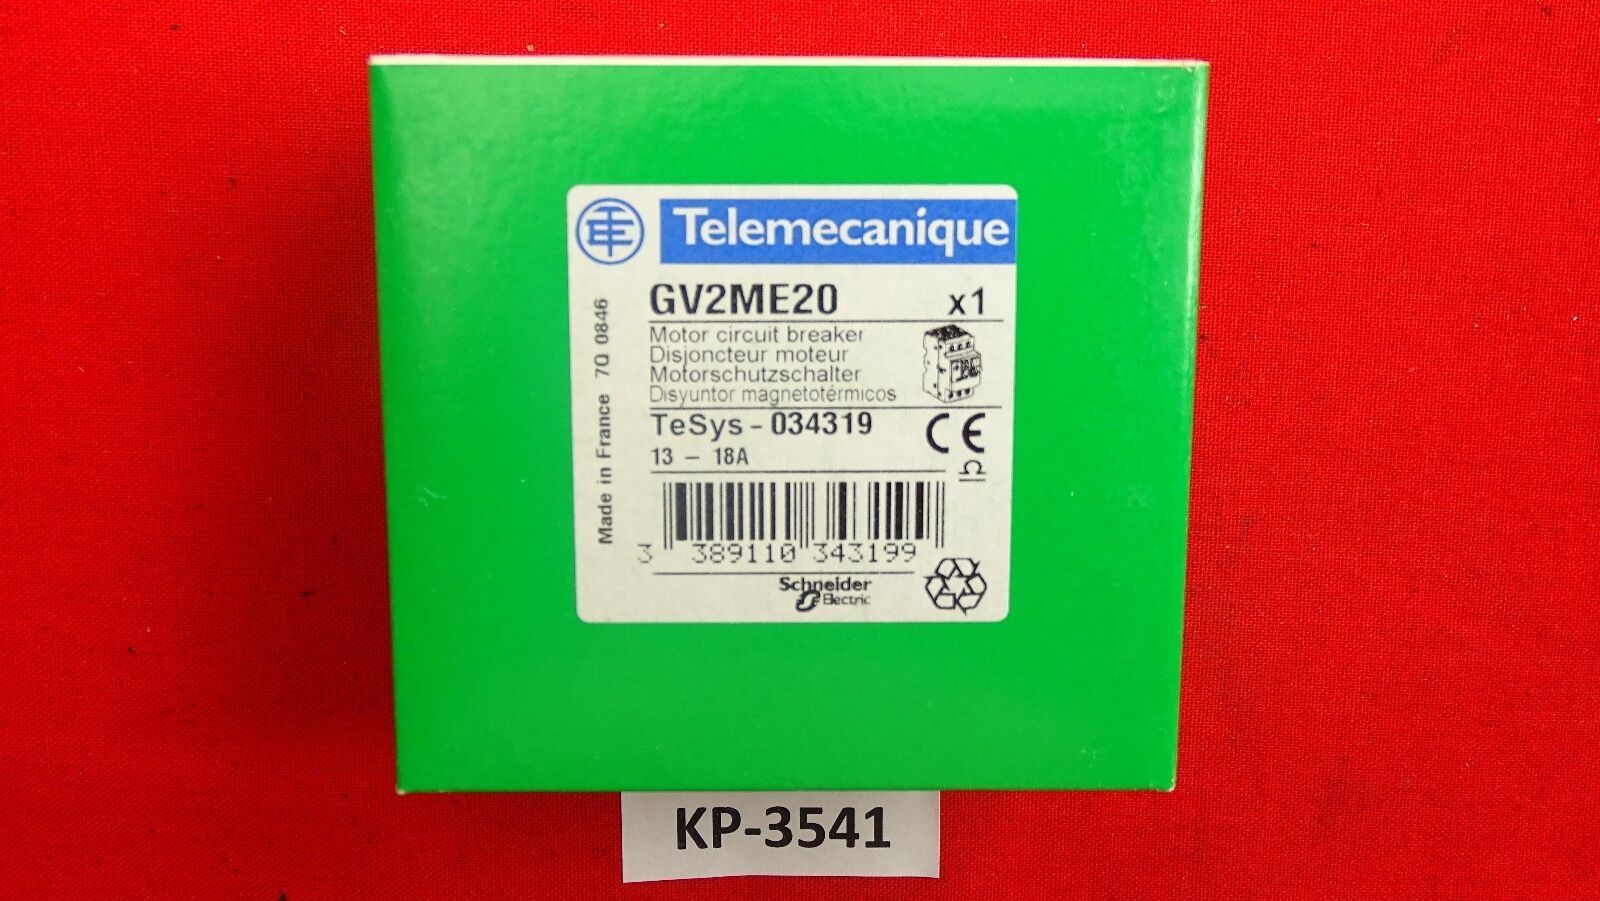 Telemecanique
GV2ME20 x1
Motor circuit breaker
Disjoncteur moteur
Motorschutzschalter
Disyuntor magnetotérmicos
TeSys - 034319
13 - 18A
CE
Made in France 7Q 0846
3 389110 343199
Schneider
Electric
KP-3541